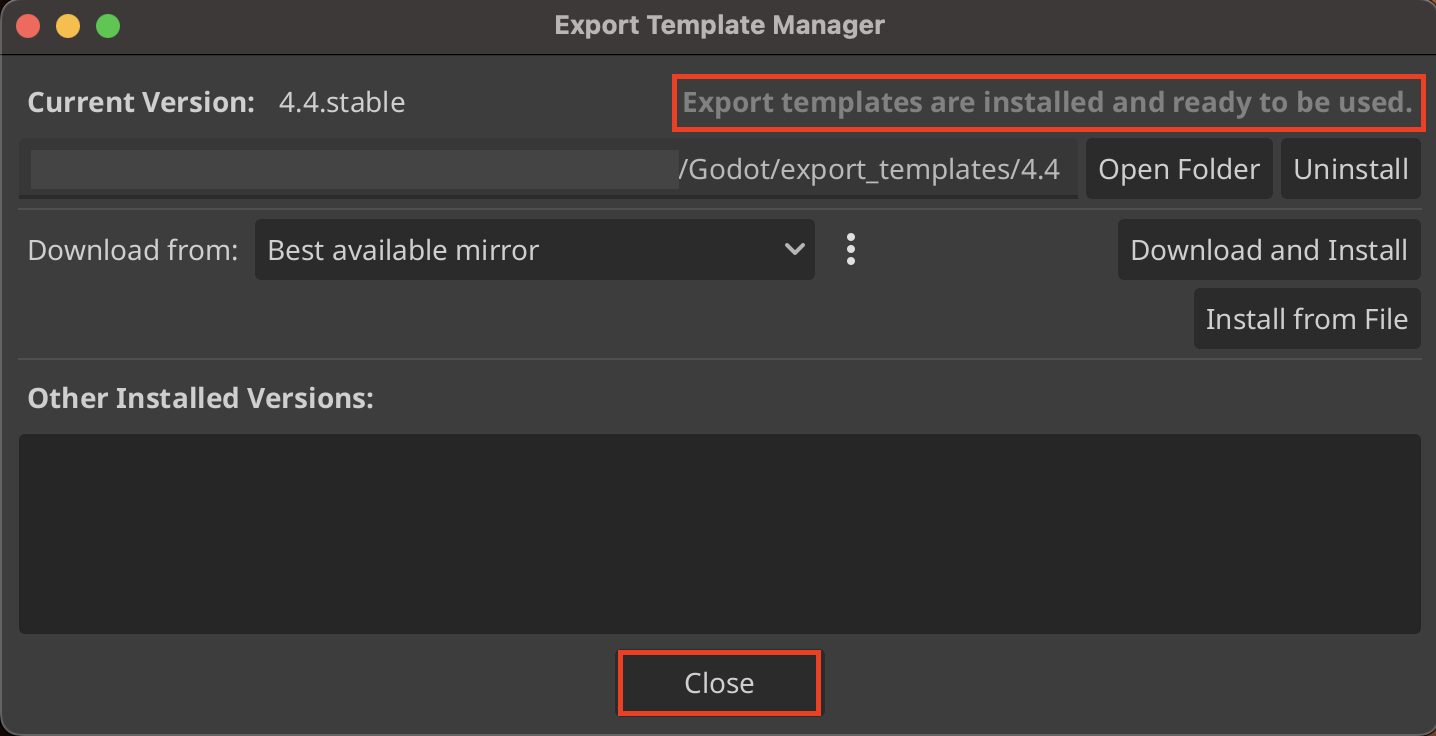 Export Template Manager
Current Version: 4.4.stable Export templates are installed and ready to be used.
/Godot/export_templates/4.4 Open Folder Uninstall
Download from: Best available mirror Download and Install
Install from File
Other Installed Versions:
Close